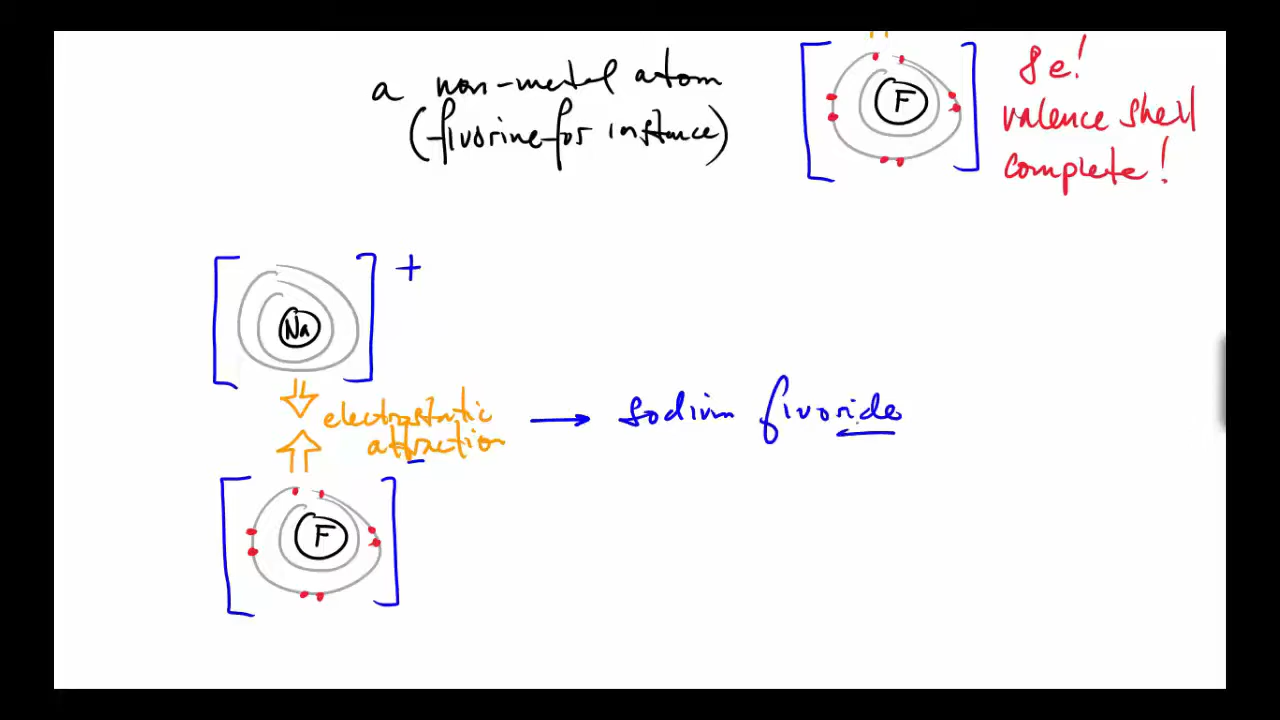 a non-metal atom
(fluorine for instance)
F
8e!
valence shell
complete!
Na
+
electrostatic
attraction
→ sodium fluoride
-
F